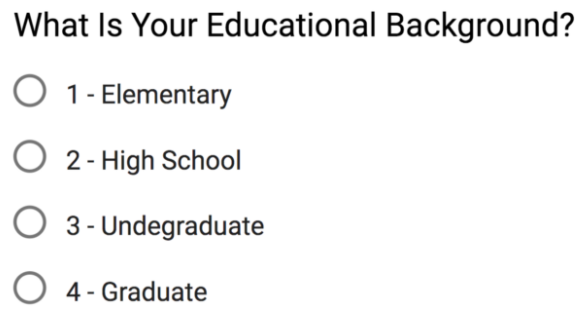 What Is Your Educational Background?
1 - Elementary
2 - High School
3 - Undegraduate
4 - Graduate